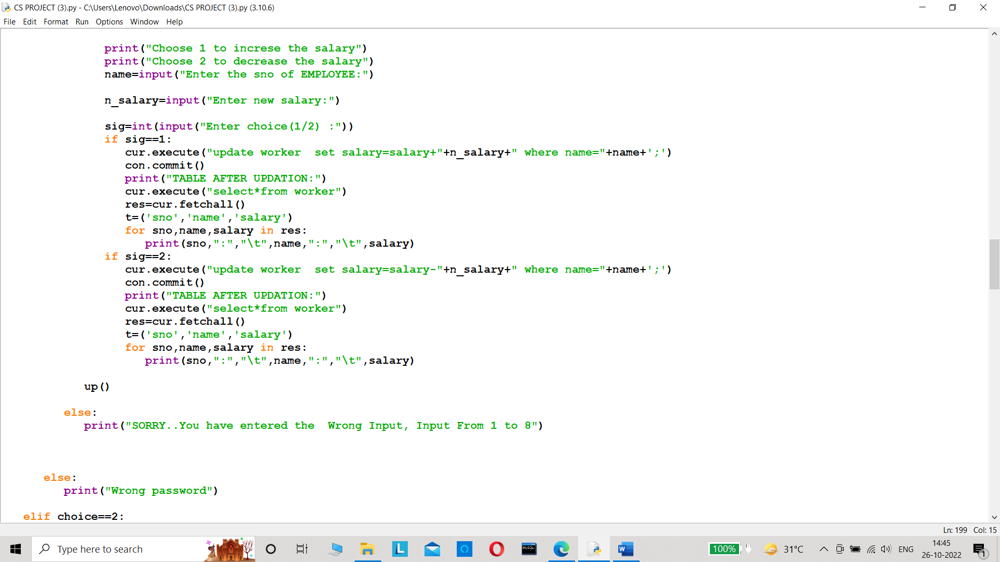 CS PROJECT (3).py - C:\Users\Lenovo\Downloads\CS PROJECT (3).py (3.10.6)
File Edit Format Run Options Window Help
print("Choose 1 to increse the salary")
print("Choose 2 to decrease the salary")
name=input("Enter the sno of EMPLOYEE:")
n_salary=input("Enter new salary:")
sig=int(input("Enter choice(1/2) :"))
if sig==1:
cur.execute("update worker  set salary=salary+"+n_salary+" where name="+name+';')
con.commit()
print("TABLE AFTER UPDATION:")
cur.execute("select*from worker")
res=cur.fetchall()
t=('sno','name','salary')
for sno,name,salary in res:
print(sno,":","\t",name,":","\t",salary)
if sig==2:
cur.execute("update worker  set salary=salary-"+n_salary+" where name="+name+';')
con.commit()
print("TABLE AFTER UPDATION:")
cur.execute("select*from worker")
res=cur.fetchall()
t=('sno','name','salary')
for sno,name,salary in res:
print(sno,":","\t",name,":","\t",salary)
up()
else:
print("SORRY..You have entered the  Wrong Input, Input From 1 to 8")
else:
print("Wrong password")
elif choice==2:
Ln: 199 Col: 15
Type here to search
L
MySQL
W
100%
31°C
ENG
14:45
26-10-2022
1